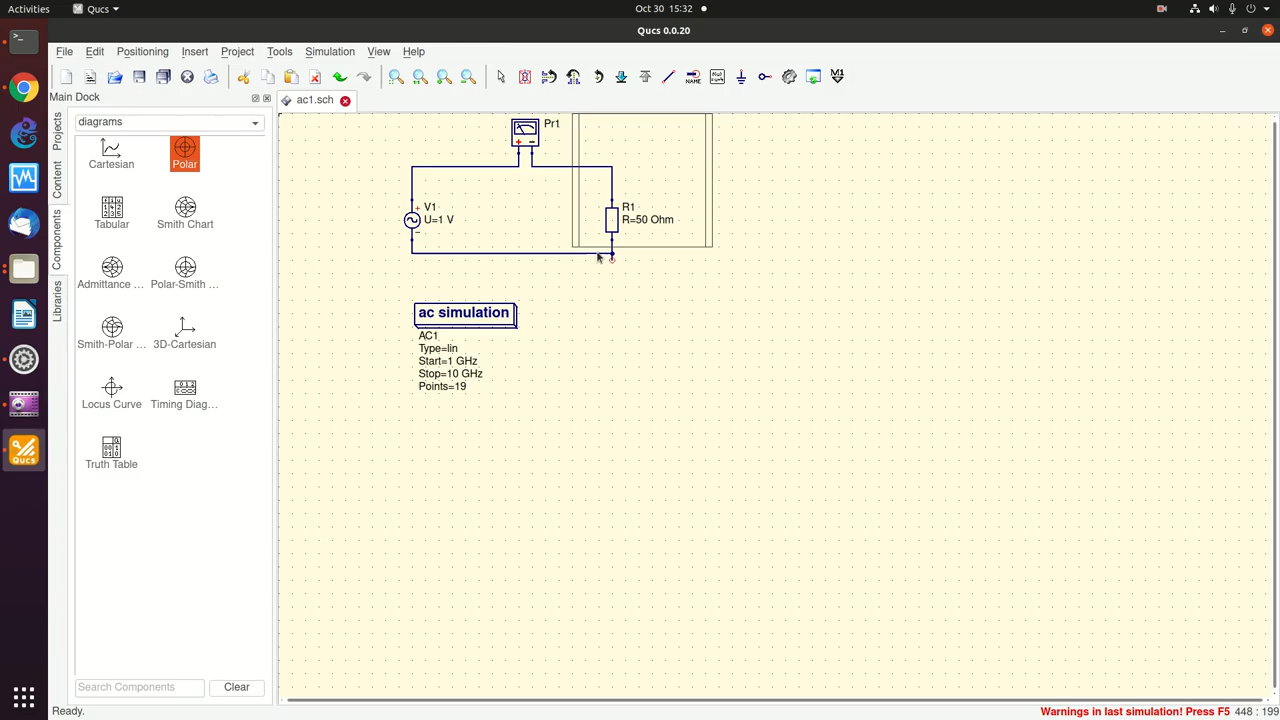 Activities
Qucs
Oct 30 15:32
Qucs 0.0.20
File Edit Positioning Insert Project Tools Simulation View Help
NAME
Main Dock
ac1.sch
diagrams
Projects
Content
Components
Libraries
Cartesian
Polar
Tabular
Smith Chart
Admittance ...
Polar-Smith ...
Smith-Polar ...
3D-Cartesian
Locus Curve
Timing Diag...
Truth Table
Pr1
V1
U=1 V
R1
R=50 Ohm
ac simulation
AC1
Type=lin
Start=1 GHz
Stop=10 GHz
Points=19
Search Components
Clear
Ready.
Warnings in last simulation! Press F5 448 : 199